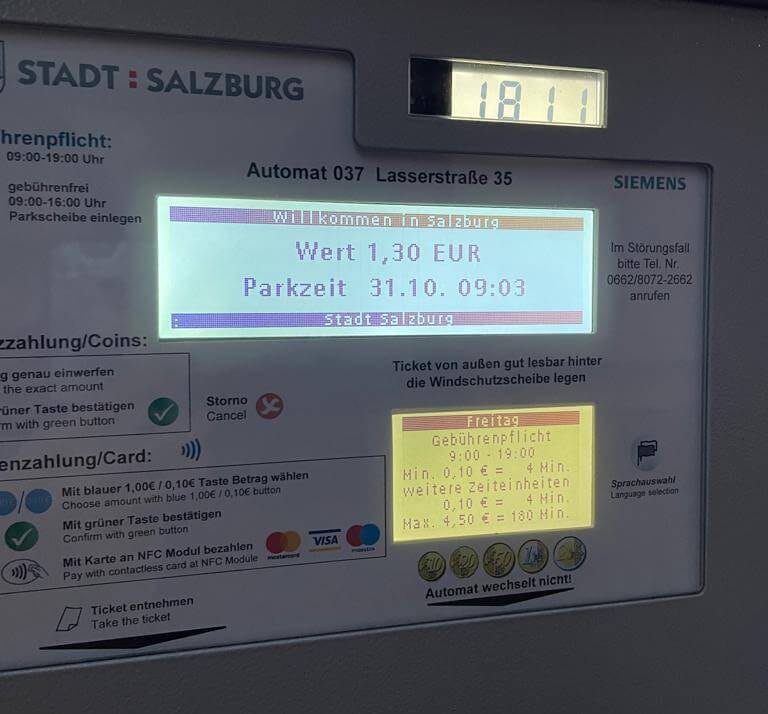 STADT:SALZBURG
1811
hrenpflicht:
09:00-19:00 Uhr
gebührenfrei
09:00-16:00 Uhr
Parkscheibe einlegen
Automat 037 Lasserstraße 35
SIEMENS
Willkommen in Salzburg
Wert 1,30 EUR
Parkzeit 31.10. 09:03
Stadt Salzburg
Im Störungsfall
bitte Tel. Nr.
0662/8072-2662
anrufen
zzahlung/Coins:
g genau einwerfen
the exact amount
rüner Taste bestätigen
rm with green button
Storno
Cancel
Ticket von außen gut lesbar hinter
die Windschutzscheibe legen
Freitag
Gebührenpflicht
9:00 - 19:00
Min. 0,10 € = 4 Min.
weitere Zeiteinheiten
0,10 € = 4 Min.
Max. 4,50 € = 180 Min.
Sprachauswahl
Language selection
enzahlung/Card:
Mit blauer 1,00€ / 0,10€ Taste Betrag wählen
Choose amount with blue 1,00€ / 0,10€ button
Mit grüner Taste bestätigen
Confirm with green button
Mit Karte an NFC Modul bezahlen
Pay with contactless card at NFC Module
mastercard
VISA
maestro
Automat wechselt nicht!
Ticket entnehmen
Take the ticket